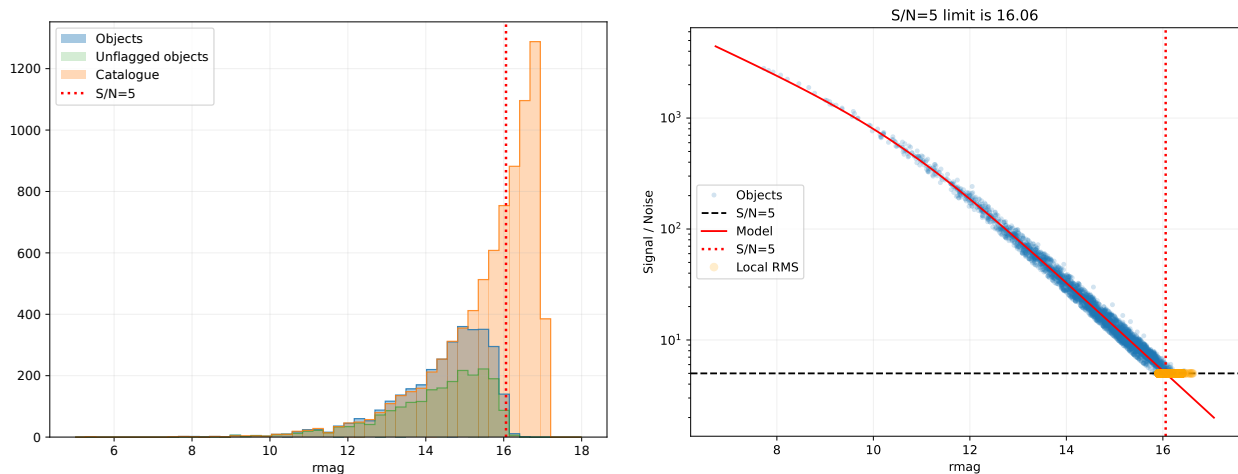 Objects
Unflagged objects
Catalogue
S/N=5
1200
1000
800
600
400
200
0
6
8
10
12
14
16
18
rmag
S/N=5 limit is 16.06
Signal / Noise
10³
10²
10¹
Objects
S/N=5
Model
S/N=5
Local RMS
8
10
12
14
16
rmag